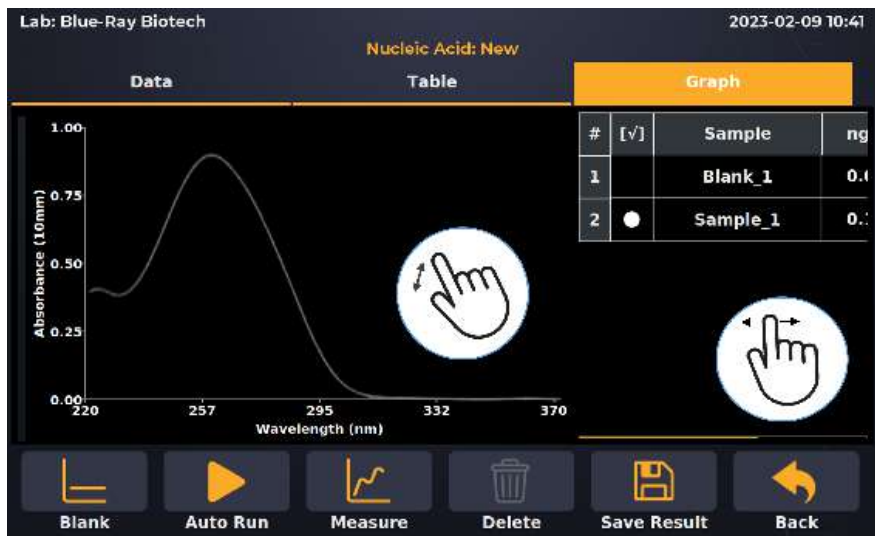 Lab: Blue-Ray Biotech 2023-02-09 10:41
Nucleic Acid: New
Data Table Graph
# [√] Sample ng
1 Blank_1
2 Sample_1
Absorbance (10mm)
1.00
0.75
0.50
0.25
0.00
220 257 295 332 370
Wavelength (nm)
Blank Auto Run Measure Delete Save Result Back